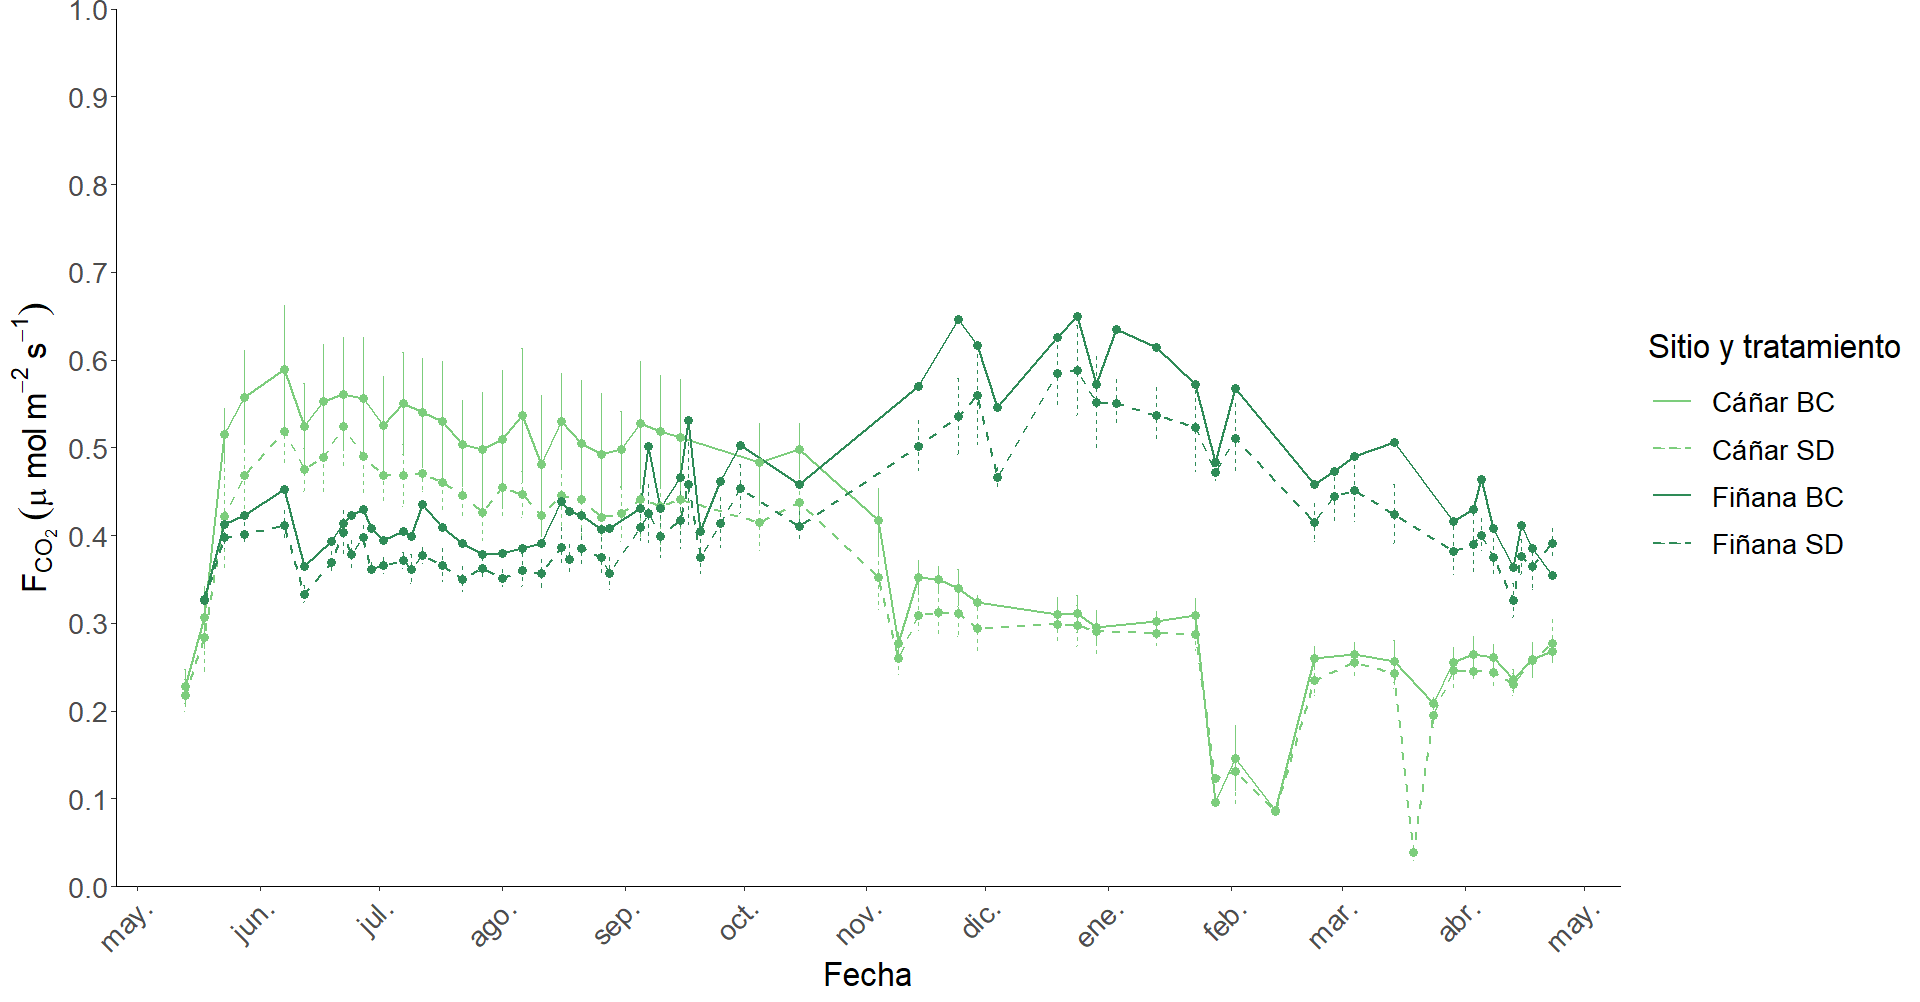 1.0
0.9
0.8
0.7
0.6
0.5
0.4
0.3
0.2
0.1
0.0
F_CO₂ (μ mol m⁻² s⁻¹)
may.
jun.
jul.
ago.
sep.
oct.
nov.
dic.
ene.
feb.
mar.
abr.
may.
Fecha
Sitio y tratamiento
Cáñar BC
Cáñar SD
Fiñana BC
Fiñana SD